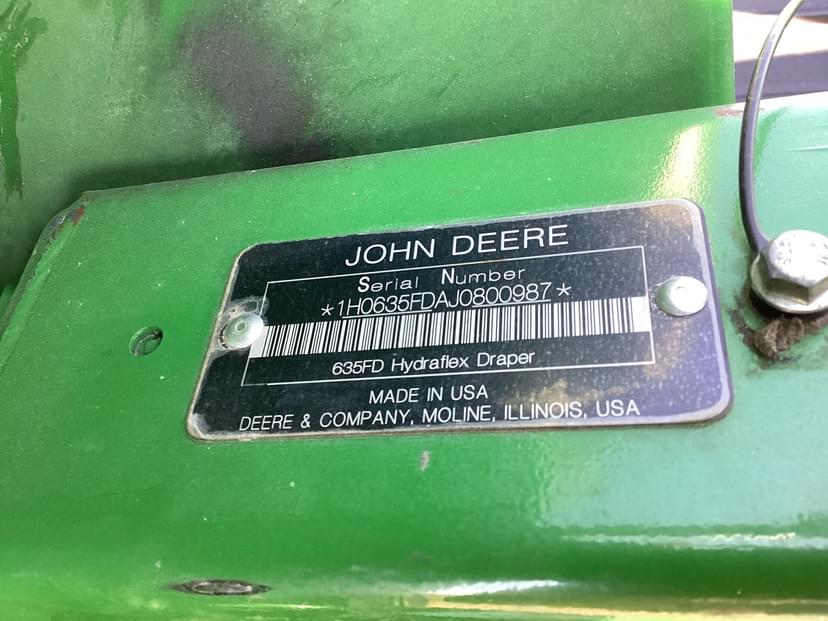 JOHN DEERE
Serial Number
*1H0635FDAJ0800987*
635FD Hydraflex Draper
MADE IN USA
DEERE & COMPANY, MOLINE, ILLINOIS, USA